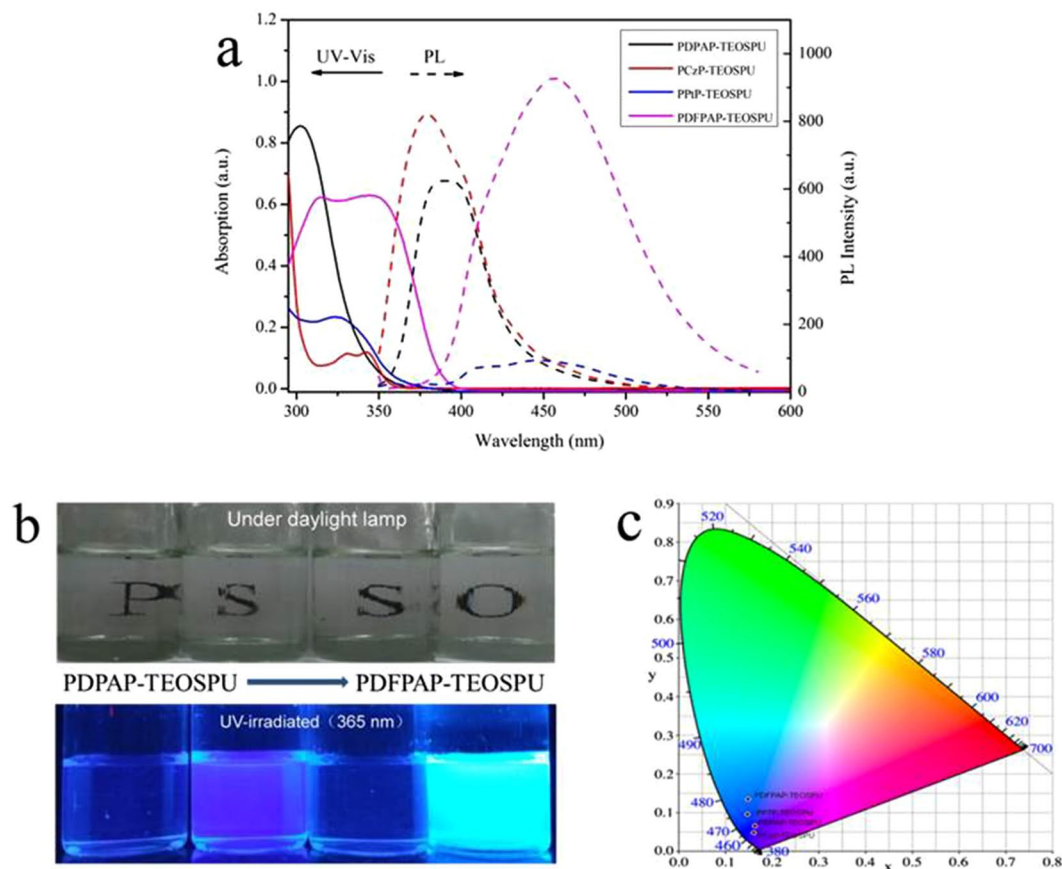 a
UV-Vis
PL
PDPAP-TEOSPU
PCzP-TEOSPU
PPtP-TEOSPU
PDFPAP-TEOSPU
Absorption (a.u.)
1.2
1.0
0.8
0.6
0.4
0.2
0.0
PL Intensity (a.u.)
1000
800
600
400
200
0
300 350 400 450 500 550 600
Wavelength (nm)
b
Under daylight lamp
P S S O
PDPAP-TEOSPU PDFPAP-TEOSPU
UV-irradiated（365 nm）
c
y
0.9
0.8
0.7
0.6
0.5
0.4
0.3
0.2
0.1
0.0
520
540
560
500
580
600
620
490
700
480
PDFPAP-TEOSPU
470
460
380
0.0 0.1 0.2 0.3 0.4 0.5 0.6 0.7 0.8
x